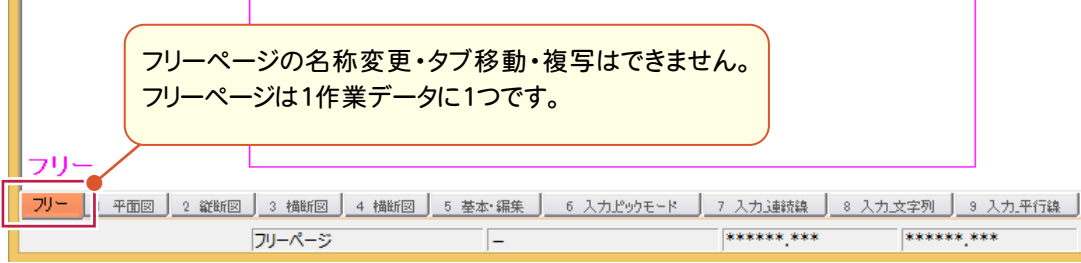 フリーページの名称変更・タブ移動・複写はできません。
フリーページは1作業データに1つです。
フリー
フリー 1 平面図 2 縦断図 3 横断図 4 横断図 5 基本・編集 6 入力ピックモード 7 入力_連続線 8 入力_文字列 9 入力_平行線
フリーページ – ******.*** ******.***